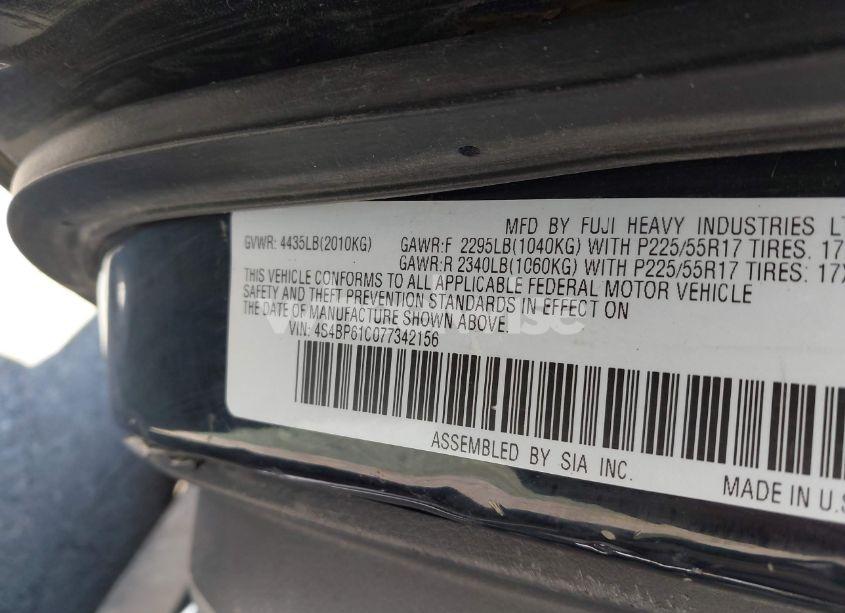 MFD BY FUJI HEAVY INDUSTRIES LT
GVWR: 4435LB(2010KG) GAWR:F 2295LB(1040KG) WITH P225/55R17 TIRES. 17
GAWR:R 2340LB(1060KG) WITH P225/55R17 TIRES: 17X
THIS VEHICLE CONFORMS TO ALL APPLICABLE FEDERAL MOTOR VEHICLE
SAFETY AND THEFT PREVENTION STANDARDS IN EFFECT ON
THE DATE OF MANUFACTURE SHOWN ABOVE.
VIN: 4S4BP61C077342156
ASSEMBLED BY SIA INC.
MADE IN U.S